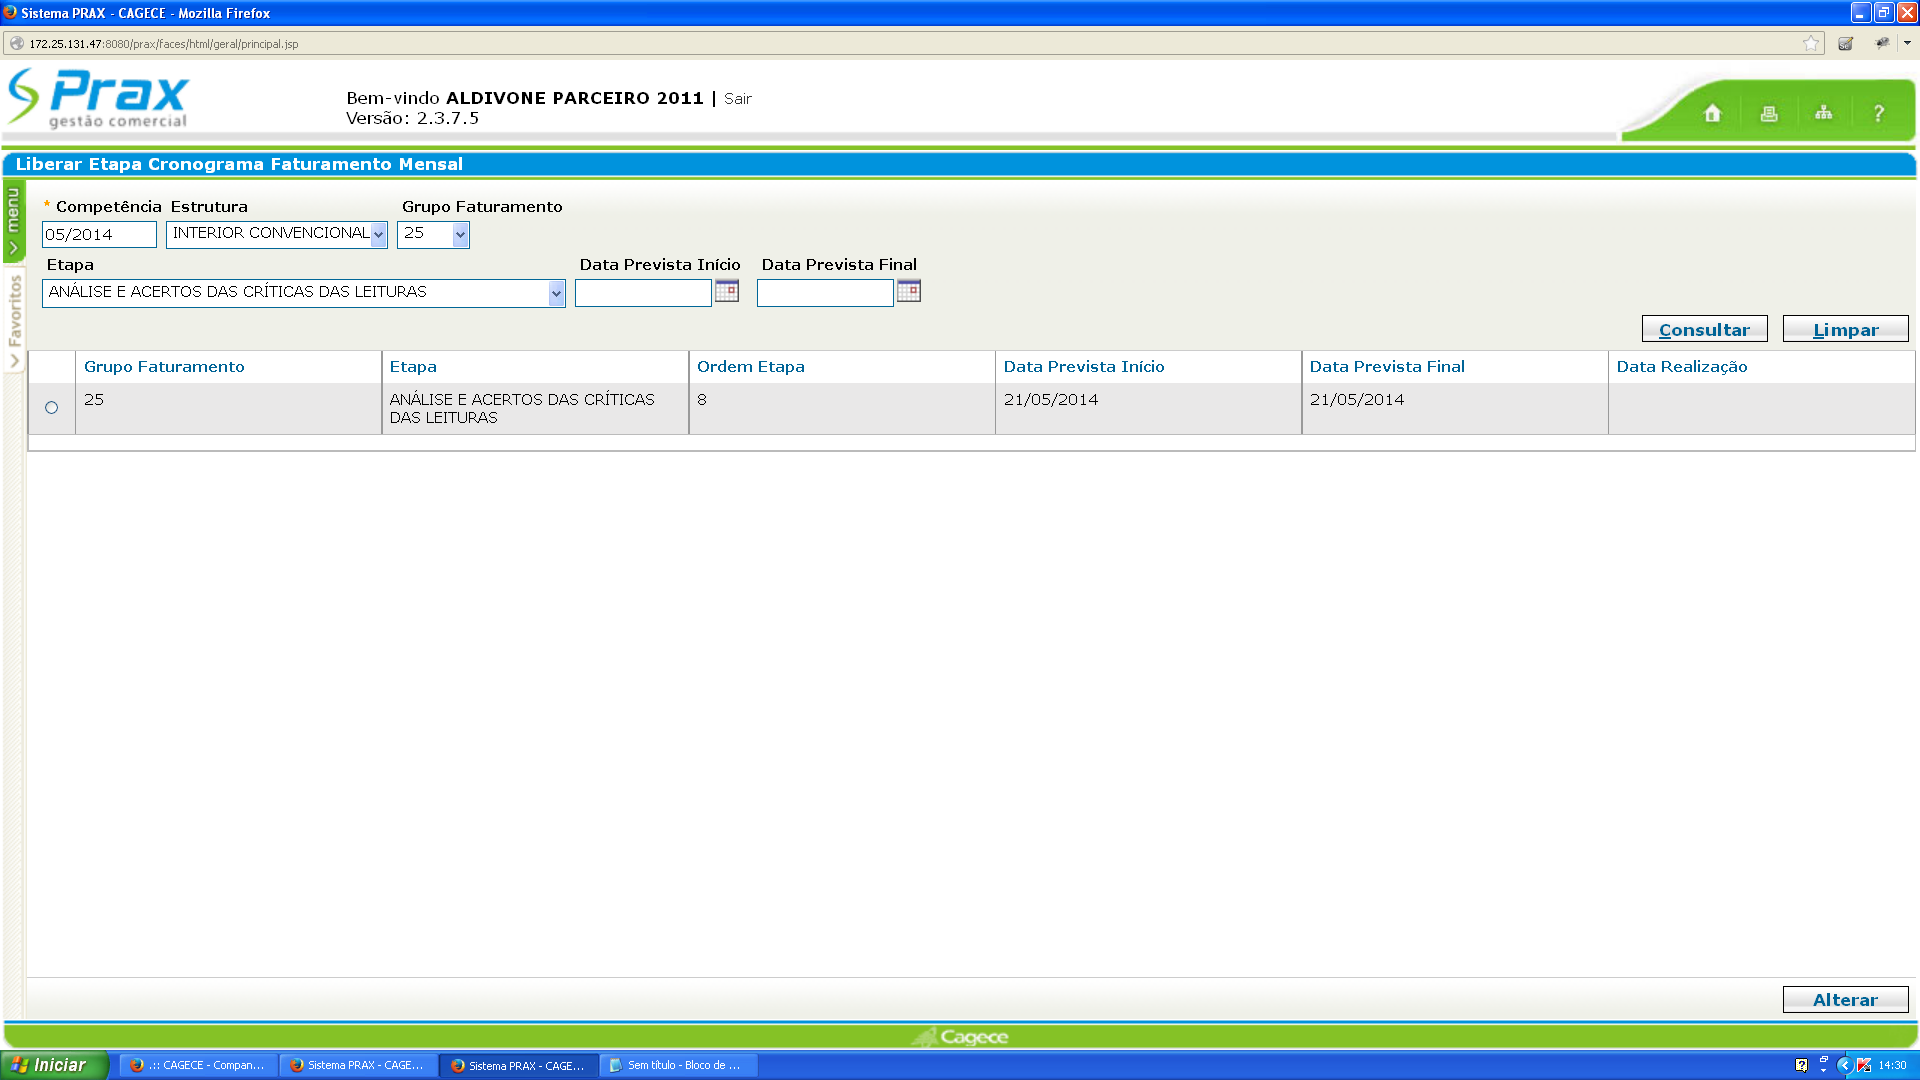 Sistema PRAX - CAGECE - Mozilla Firefox
172.25.131.47:8080/prax/faces/html/geral/principal.jsp
Prax
gestão comercial
Bem-vindo ALDIVONE PARCEIRO 2011 | Sair
Versão: 2.3.7.5
?
Liberar Etapa Cronograma Faturamento Mensal
menu
Favoritos
* Competência Estrutura Grupo Faturamento
05/2014 INTERIOR CONVENCIONAL 25
Etapa Data Prevista Início Data Prevista Final
ANÁLISE E ACERTOS DAS CRÍTICAS DAS LEITURAS
Consultar Limpar
Grupo Faturamento Etapa Ordem Etapa Data Prevista Início Data Prevista Final Data Realização
25 ANÁLISE E ACERTOS DAS CRÍTICAS 8 21/05/2014 21/05/2014
DAS LEITURAS
Alterar
Cagece
Iniciar .:: CAGECE - Compan... Sistema PRAX - CAGE... Sistema PRAX - CAGE... Sem título - Bloco de ... 14:30